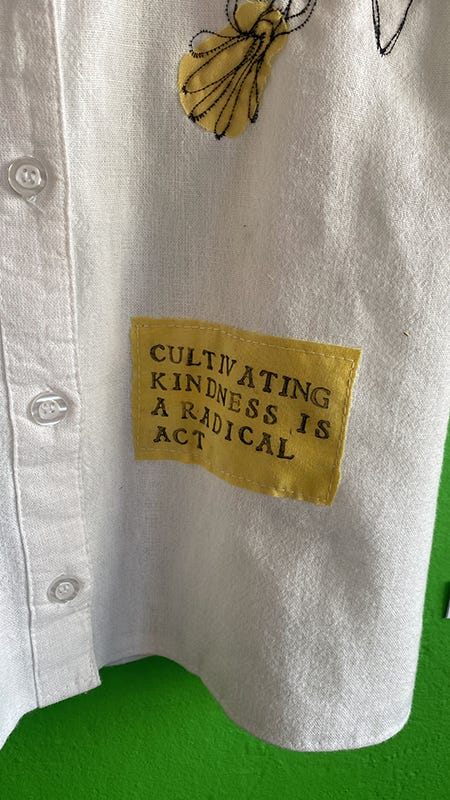 CULTIVATING
KINDNESS IS
A RADICAL
ACT